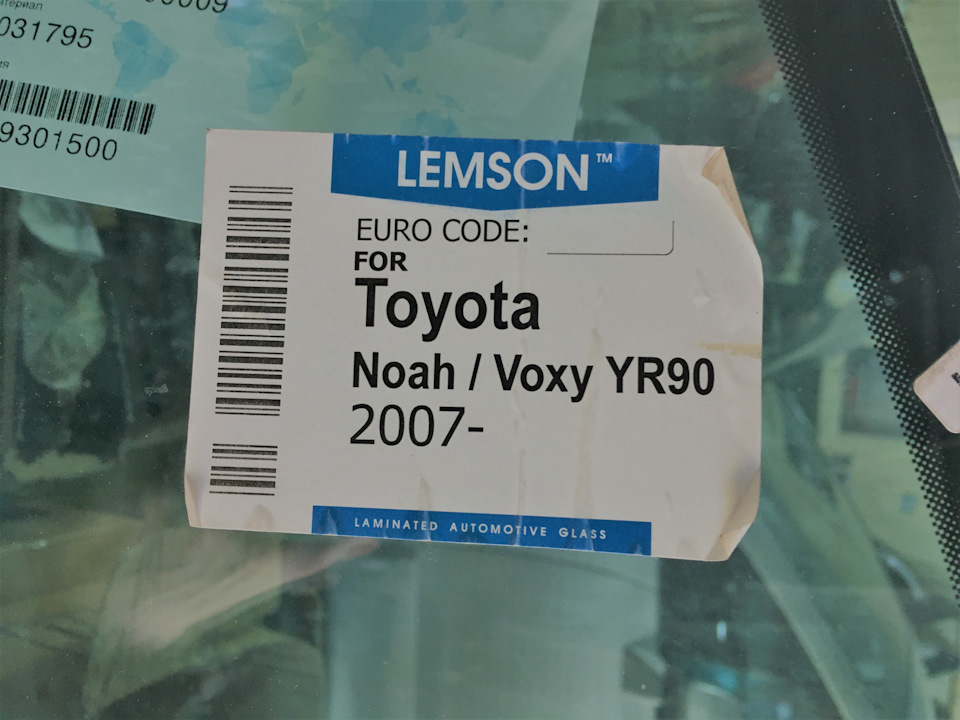 031795
9301500
LEMSON™
EURO CODE:
FOR
Toyota
Noah / Voxy YR90
2007-
LAMINATED AUTOMOTIVE GLASS